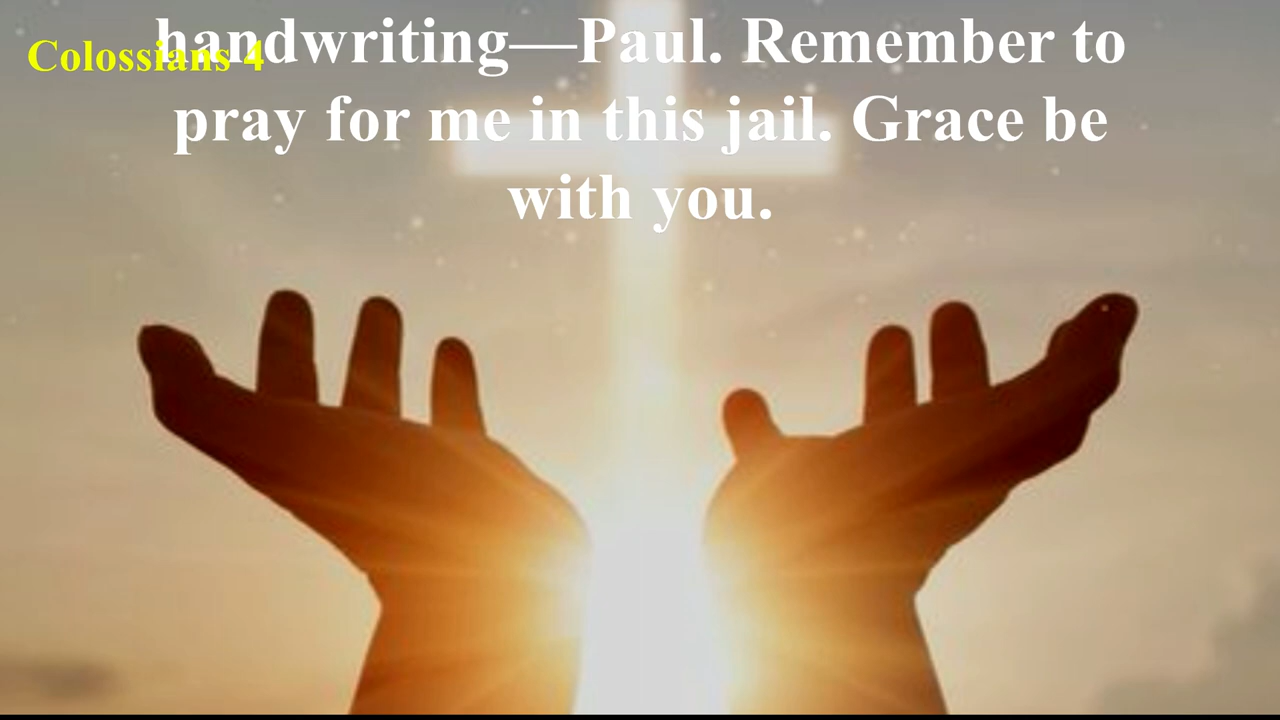 handwriting—Paul. Remember to
Colossians 4
pray for me in this jail. Grace be
with you.